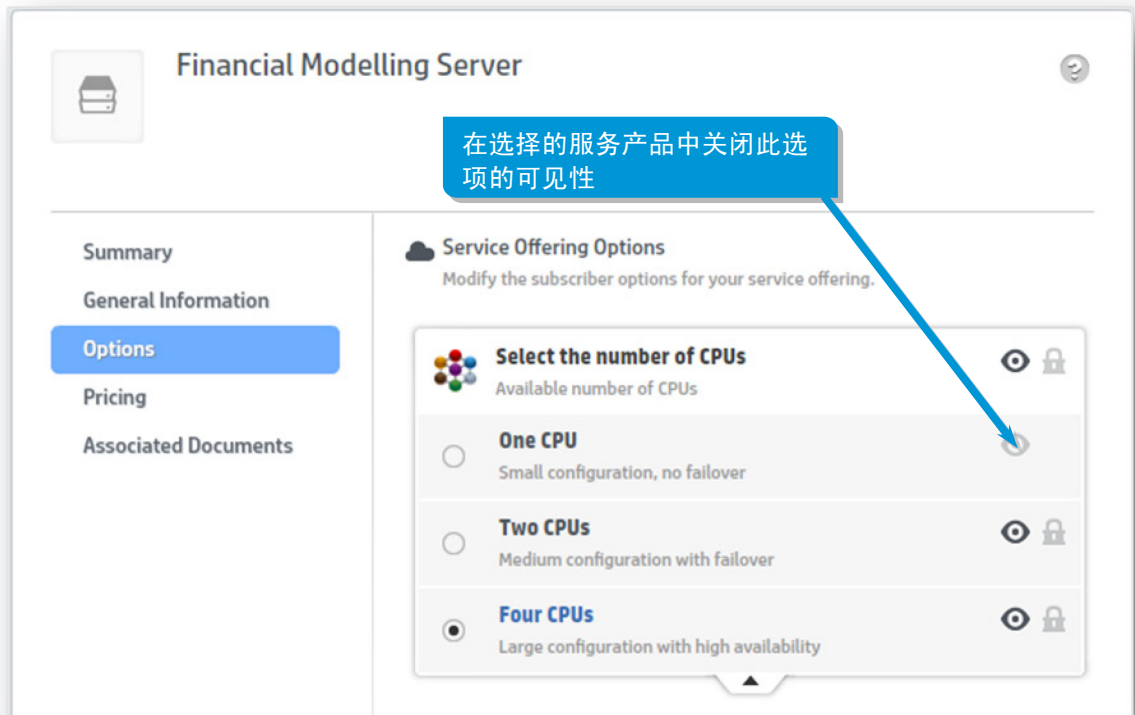 Financial Modelling Server
在选择的服务产品中关闭此选
项的可见性
Summary
General Information
Options
Pricing
Associated Documents
Service Offering Options
Modify the subscriber options for your service offering.
Select the number of CPUs
Available number of CPUs
One CPU
Small configuration, no failover
Two CPUs
Medium configuration with failover
Four CPUs
Large configuration with high availability